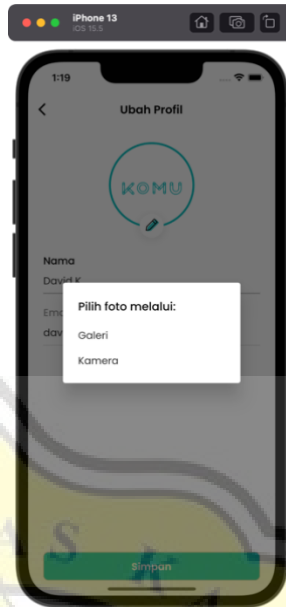 iPhone 13
iOS 15.5
1:19
Ubah Profil
KOMU
Nama
David K
Pilih foto melalui:
Galeri
Kamera
Simpan